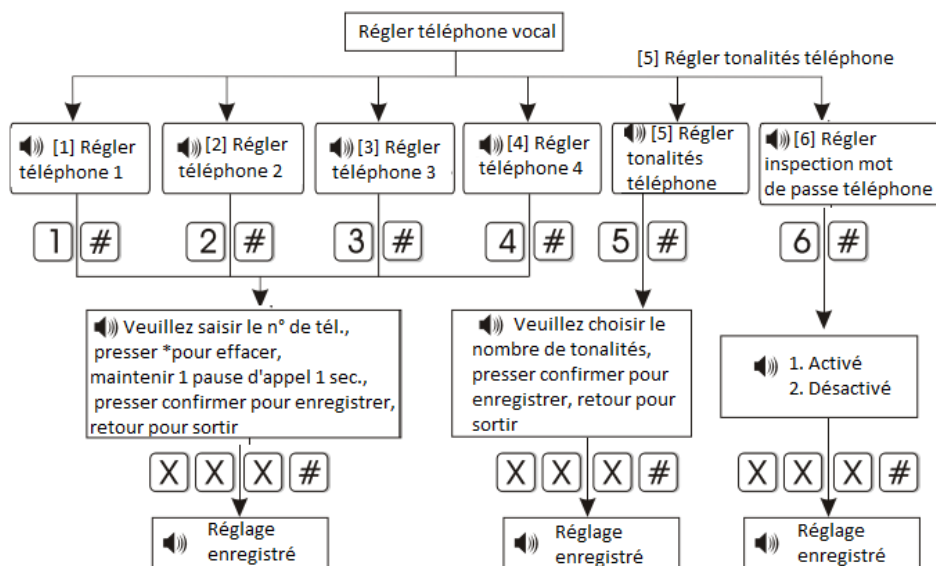 Régler téléphone vocal
[5] Régler tonalités téléphone
[1] Régler
téléphone 1
[2] Régler
téléphone 2
[3] Régler
téléphone 3
[4] Régler
téléphone 4
[5] Régler
tonalités
téléphone
[6] Régler
inspection mot
de passe téléphone
1 #
2 #
3 #
4 #
5 #
6 #
Veuillez saisir le n° de tél.,
presser *pour effacer,
maintenir 1 pause d'appel 1 sec.,
presser confirmer pour enregistrer,
retour pour sortir
Veuillez choisir le
nombre de tonalités,
presser confirmer pour
enregistrer, retour pour
sortir
1. Activé
2. Désactivé
X X X #
X X X #
X X X #
Réglage
enregistré
Réglage
enregistré
Réglage
enregistré